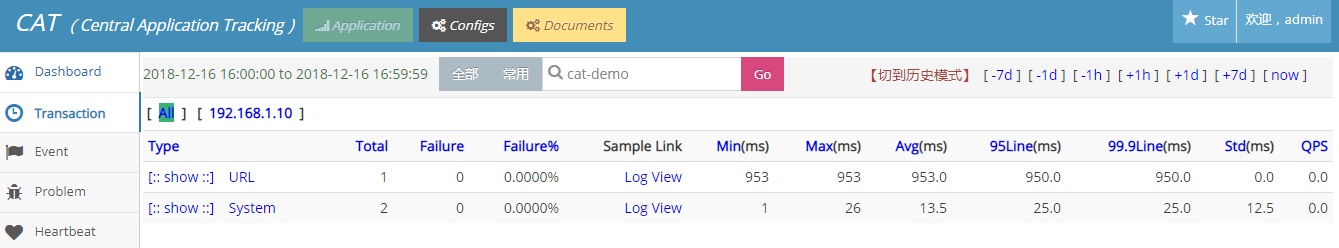 CAT ( Central Application Tracking ) Application Configs Documents Star 欢迎，admin
Dashboard
2018-12-16 16:00:00 to 2018-12-16 16:59:59 全部 常用 cat-demo Go 【切到历史模式】 [ -7d ] [ -1d ] [ -1h ] [ +1h ] [ +1d ] [ +7d ] [ now ]
Transaction
[ All ] [ 192.168.1.10 ]
Event
Type Total Failure Failure% Sample Link Min(ms) Max(ms) Avg(ms) 95Line(ms) 99.9Line(ms) Std(ms) QPS
[:: show ::] URL 1 0 0.0000% Log View 953 953 953.0 950.0 950.0 0.0 0.0
Problem
[:: show ::] System 2 0 0.0000% Log View 1 26 13.5 25.0 25.0 12.5 0.0
Heartbeat